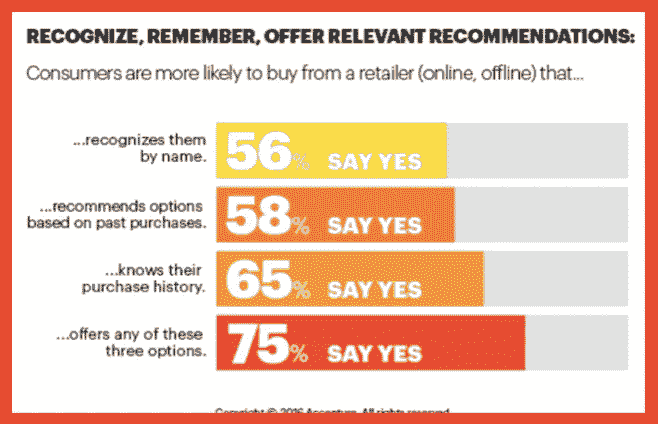 RECOGNIZE, REMEMBER, OFFER RELEVANT RECOMMENDATIONS:
Consumers are more likely to buy from a retailer (online, offline) that...
...recognizes them
by name.
56% SAY YES
...recommends options
based on past purchases.
58% SAY YES
...knows their
purchase history.
65% SAY YES
...offers any of these
three options.
75% SAY YES
Copyright © 2016 Accenture. All rights reserved.